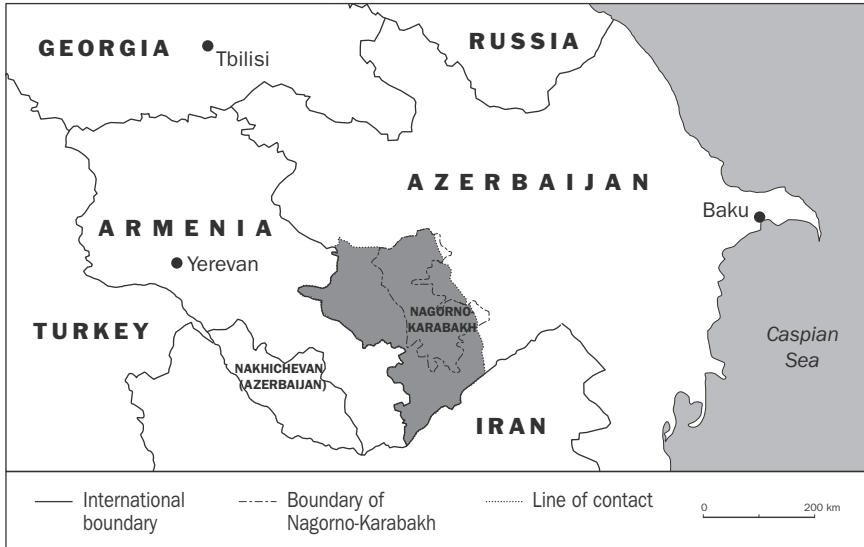 GEORGIA
Tbilisi
RUSSIA
AZERBAIJAN
Baku
ARMENIA
Yerevan
NAGORNO-
KARABAKH
TURKEY
Caspian
Sea
NAKHICHEVAN
(AZERBAIJAN)
IRAN
International
boundary
Boundary of
Nagorno-Karabakh
Line of contact
0 200 km